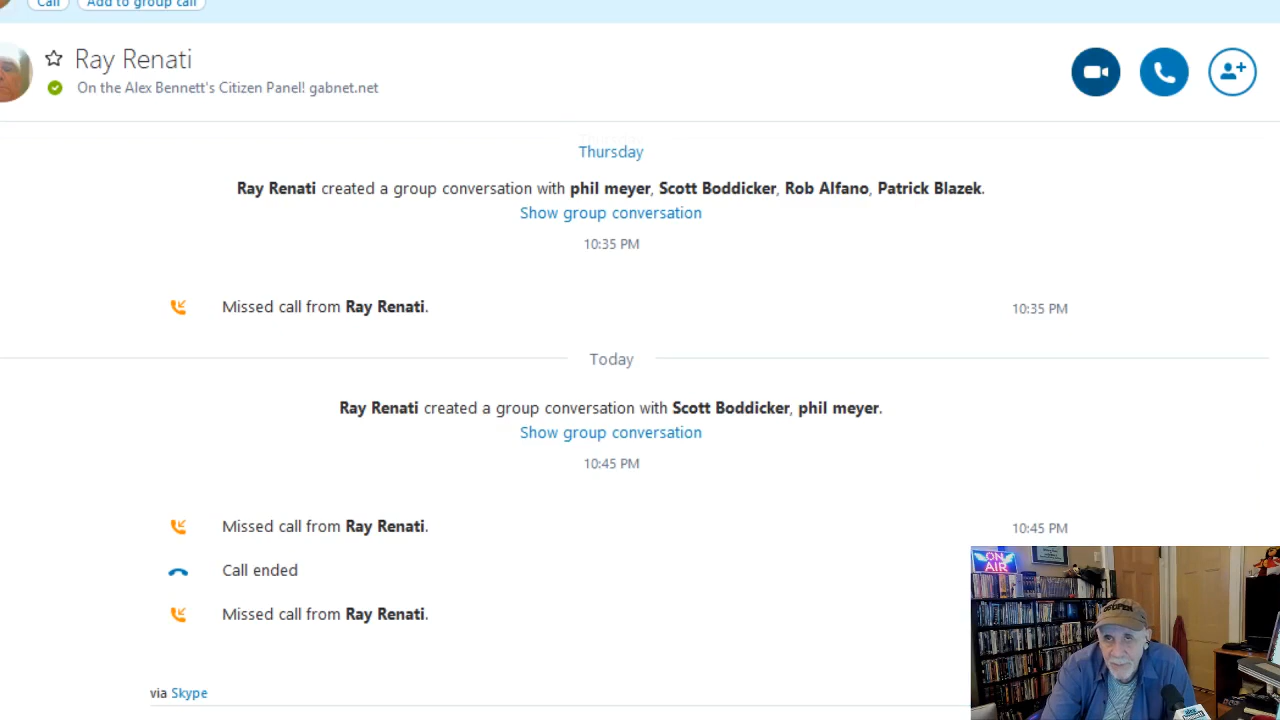 Call
Add to group call
Ray Renati
On the Alex Bennett's Citizen Panel! gabnet.net
Thursday
Ray Renati created a group conversation with phil meyer, Scott Boddicker, Rob Alfano, Patrick Blazek.
Show group conversation
10:35 PM
Missed call from Ray Renati.
10:35 PM
Today
Ray Renati created a group conversation with Scott Boddicker, phil meyer.
Show group conversation
10:45 PM
Missed call from Ray Renati.
10:45 PM
Call ended
Missed call from Ray Renati.
via Skype
ON
AIR